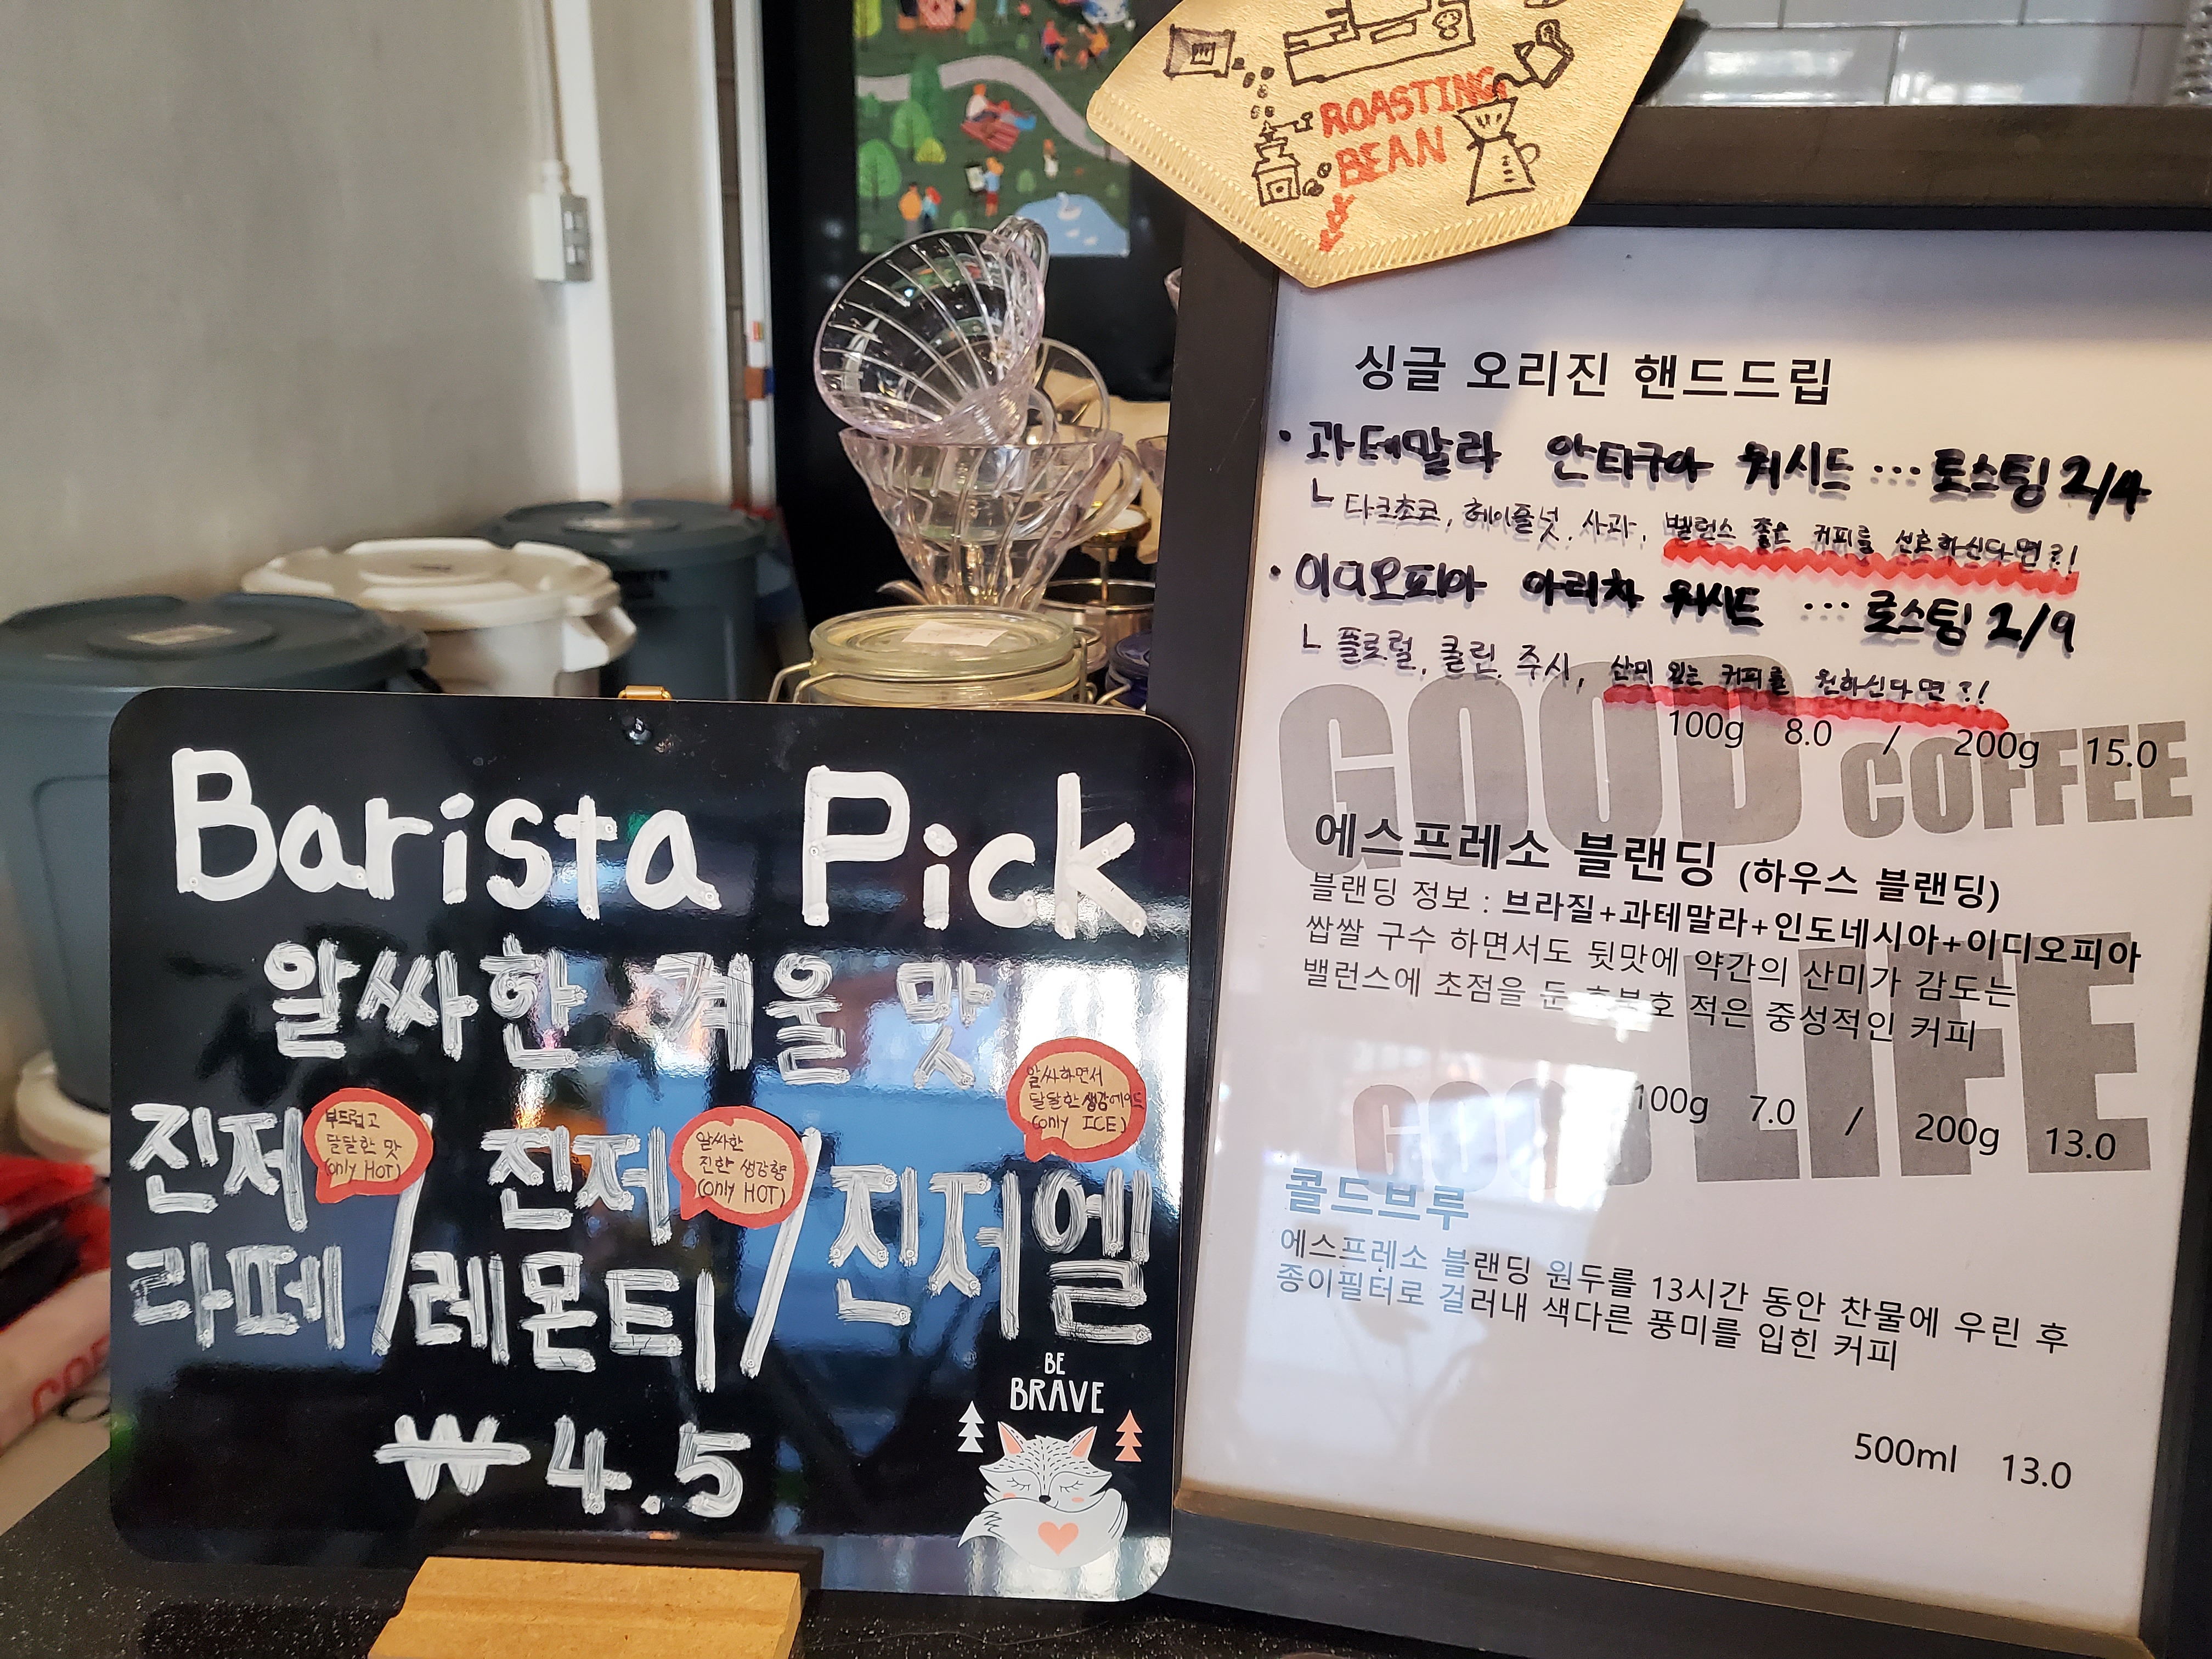 ROASTING
BEAN
Barista Pick
알싸한 겨울 맛
진저
라떼
부드럽고
달달한 맛
(only HOT)
/
진저
레몬티
알싸한
진한 생강향
(only HOT)
/
진저엘
알싸하면서
달달한 생강에이드
(only ICE)
₩4.5
BE
BRAVE
싱글 오리진 핸드드립
• 과테말라 안티구아 워시드 ··· 로스팅 2/4
ㄴ 다크초코, 헤이즐넛, 사과, 밸런스 좋은 커피를 선호하신다면?!
• 이디오피아 아리차 워시드 ··· 로스팅 2/9
ㄴ 플로럴, 클린, 주시, 산미 있는 커피를 원하신다면?!
100g 8.0 / 200g 15.0
GOOD COFFEE
에스프레소 블랜딩 (하우스 블랜딩)
블랜딩 정보 : 브라질+과테말라+인도네시아+이디오피아
쌉쌀 구수 하면서도 뒷맛에 약간의 산미가 감도는
밸런스에 초점을 둔 호불호 적은 중성적인 커피
GOOD LIFE
100g 7.0 / 200g 13.0
콜드브루
에스프레소 블랜딩 원두를 13시간 동안 찬물에 우린 후
종이필터로 걸러내 색다른 풍미를 입힌 커피
500ml 13.0